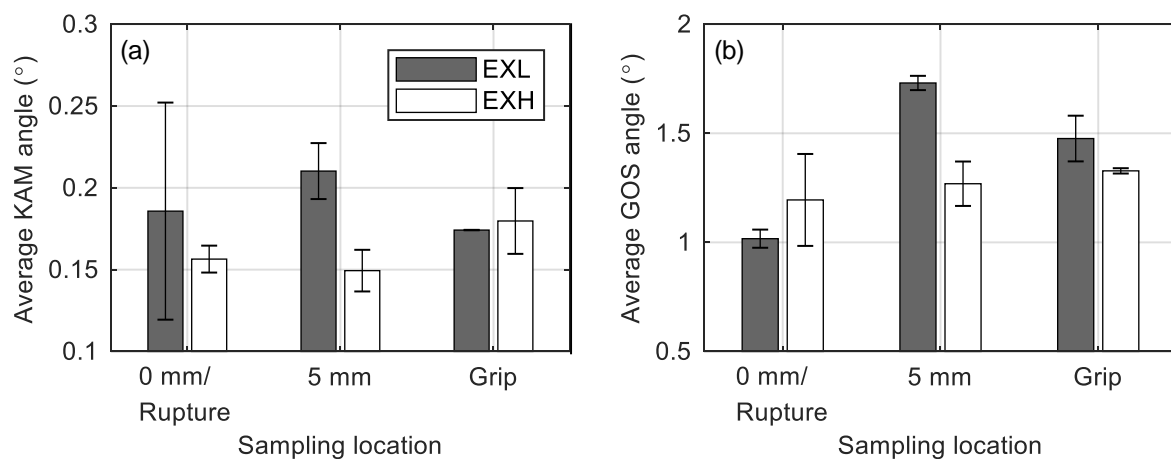 (a)
Average KAM angle (°)
0.3
0.25
0.2
0.15
0.1
EXL
EXH
0 mm/
Rupture
5 mm
Grip
Sampling location
(b)
Average GOS angle (°)
2
1.5
1
0.5
0 mm/
Rupture
5 mm
Grip
Sampling location